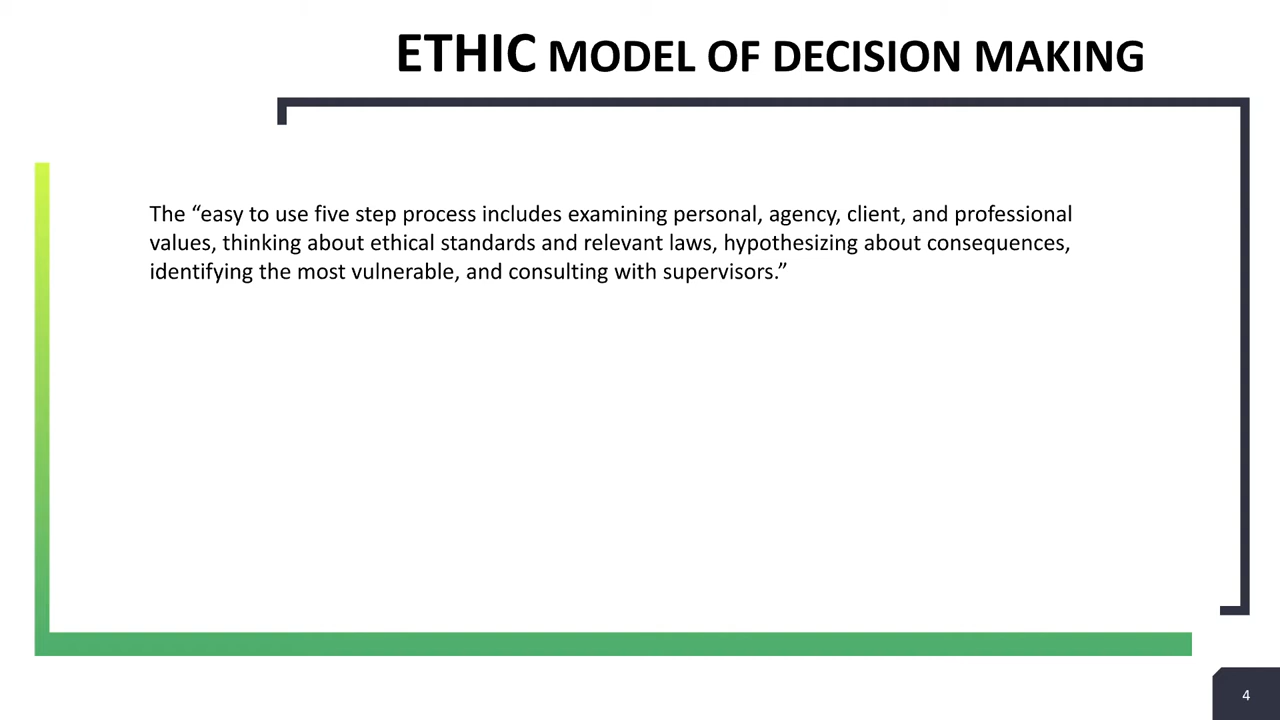 ETHIC MODEL OF DECISION MAKING
The “easy to use five step process includes examining personal, agency, client, and professional
values, thinking about ethical standards and relevant laws, hypothesizing about consequences,
identifying the most vulnerable, and consulting with supervisors.”
4